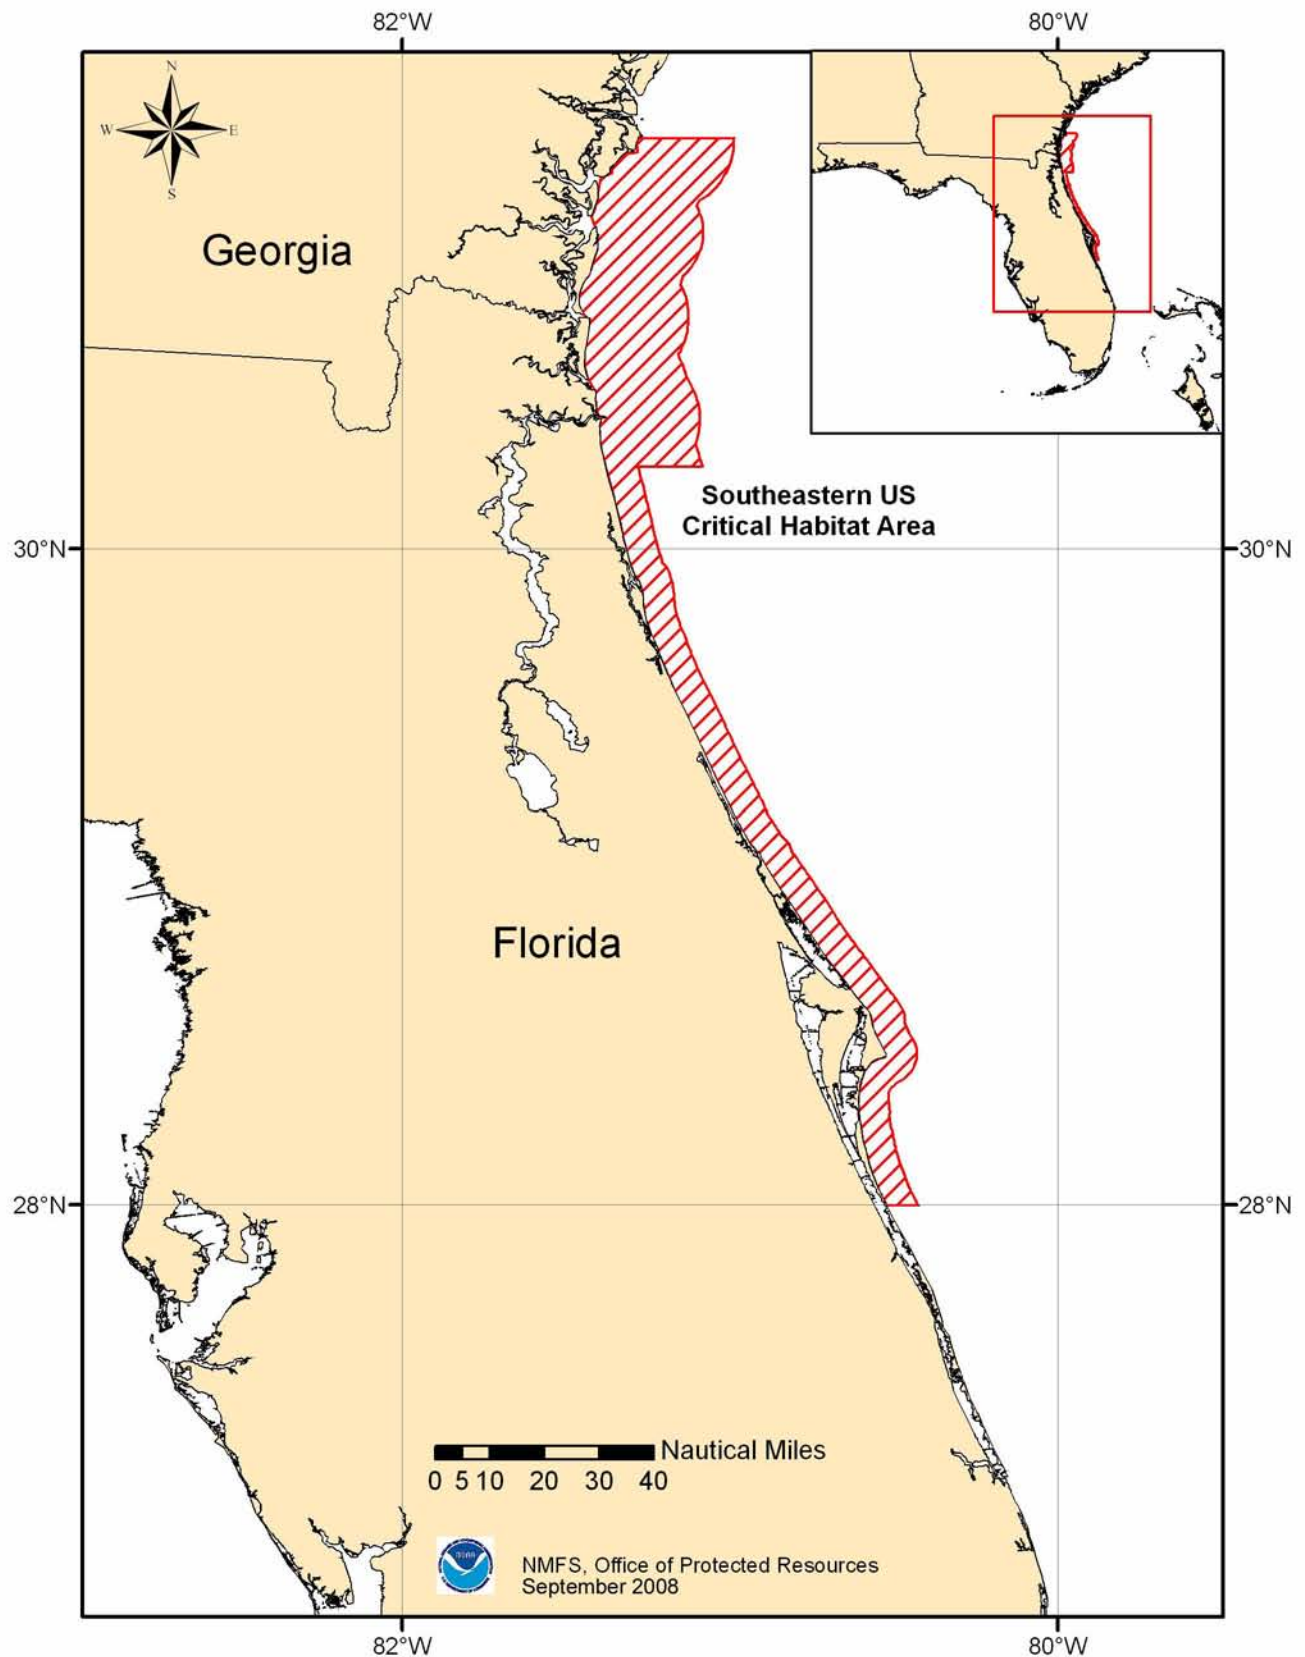 82°W
80°W
N
W
E
S
Georgia
Southeastern US
Critical Habitat Area
30°N
30°N
Florida
28°N
28°N
Nautical Miles
0 5 10 20 30 40
NOAA
NMFS, Office of Protected Resources
September 2008
82°W
80°W